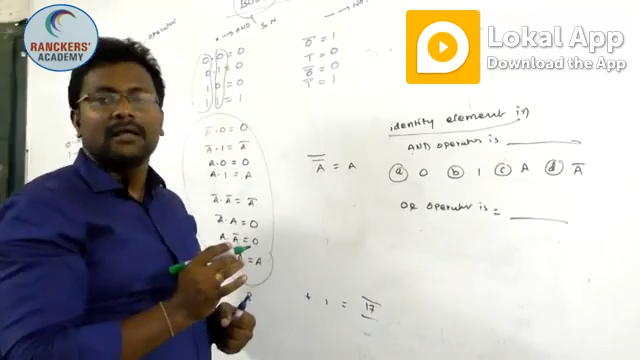 RANCKERS'
ACADEMY
Lokal App
Download the App
operator
• → AND
0 · 0 = 0
0 · 1 = 0
1 · 0 = 0
1 · 1 = 1
A̅ · 0 = 0
A̅ · 1 = A̅
A · 0 = 0
A · 1 = A
A̅ · A̅ = A̅
A̅ · A = 0
A · A̅ = 0
= A
0̅ = 1
1̅ = 0
0̅ = 0
1̅ = 1
A̿ = A
identity element in
AND operator is
(a) 0 (b) 1 (c) A (d) A̅
OR operator is =
+ , = 17